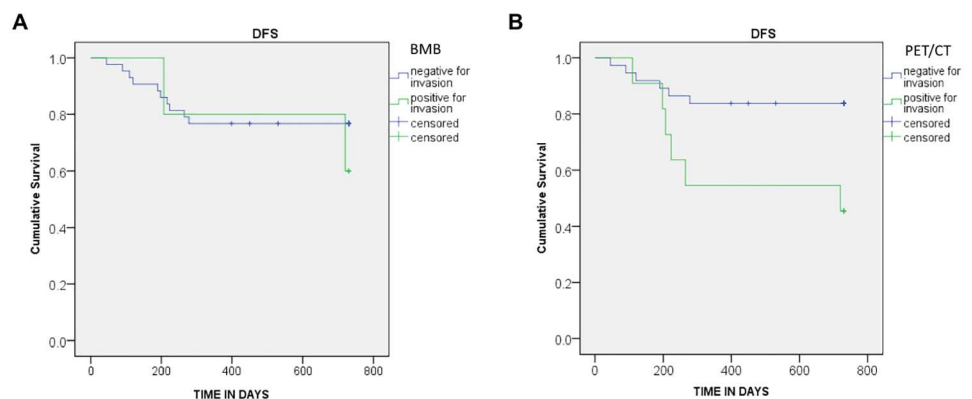 A
DFS
BMB
negative for
invasion
positive for
invasion
censored
censored
1.0
0.8
0.6
0.4
0.2
0.0
Cumulative Survival
0 200 400 600 800
TIME IN DAYS
B
DFS
PET/CT
negative for
invasion
positive for
invasion
censored
censored
1.0
0.8
0.6
0.4
0.2
0.0
Cumulative Survival
0 200 400 600 800
TIME IN DAYS